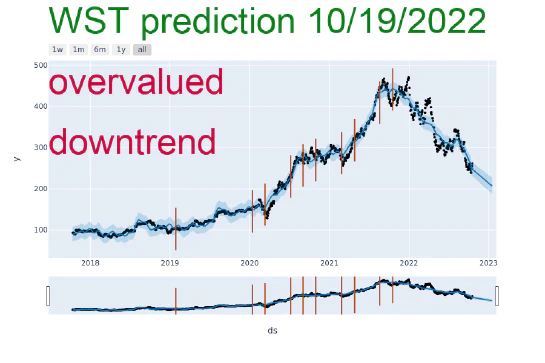 WST prediction 10/19/2022
1w 1m 6m 1y all
500
overvalued
400
downtrend
300
y
200
100
2018 2019 2020 2021 2022 2023
ds